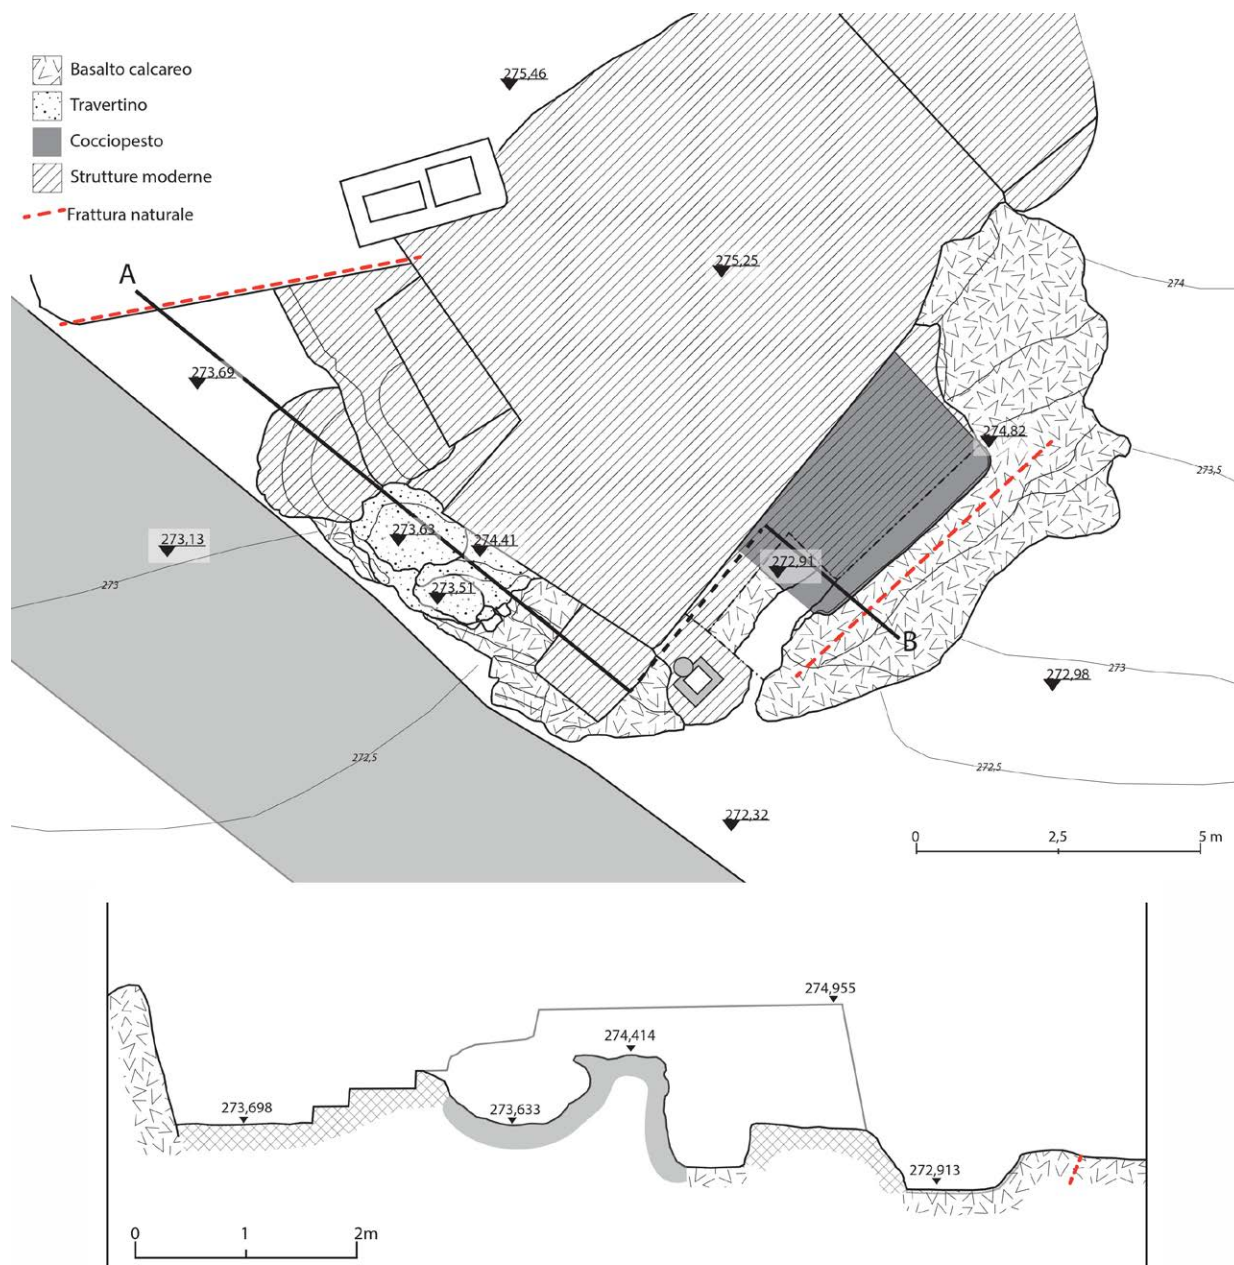 275,46
Basalto calcareo
Travertino
Cocciopesto
Strutture moderne
Frattura naturale
A
275,25
274
273,69
274,82
273,5
273,13
273,63
274,41
273
272,91
273,51
B
273
272,98
272,5
272,5
272,32
0
2,5
5 m
274,955
274,414
273,698
273,633
272,913
0
1
2m